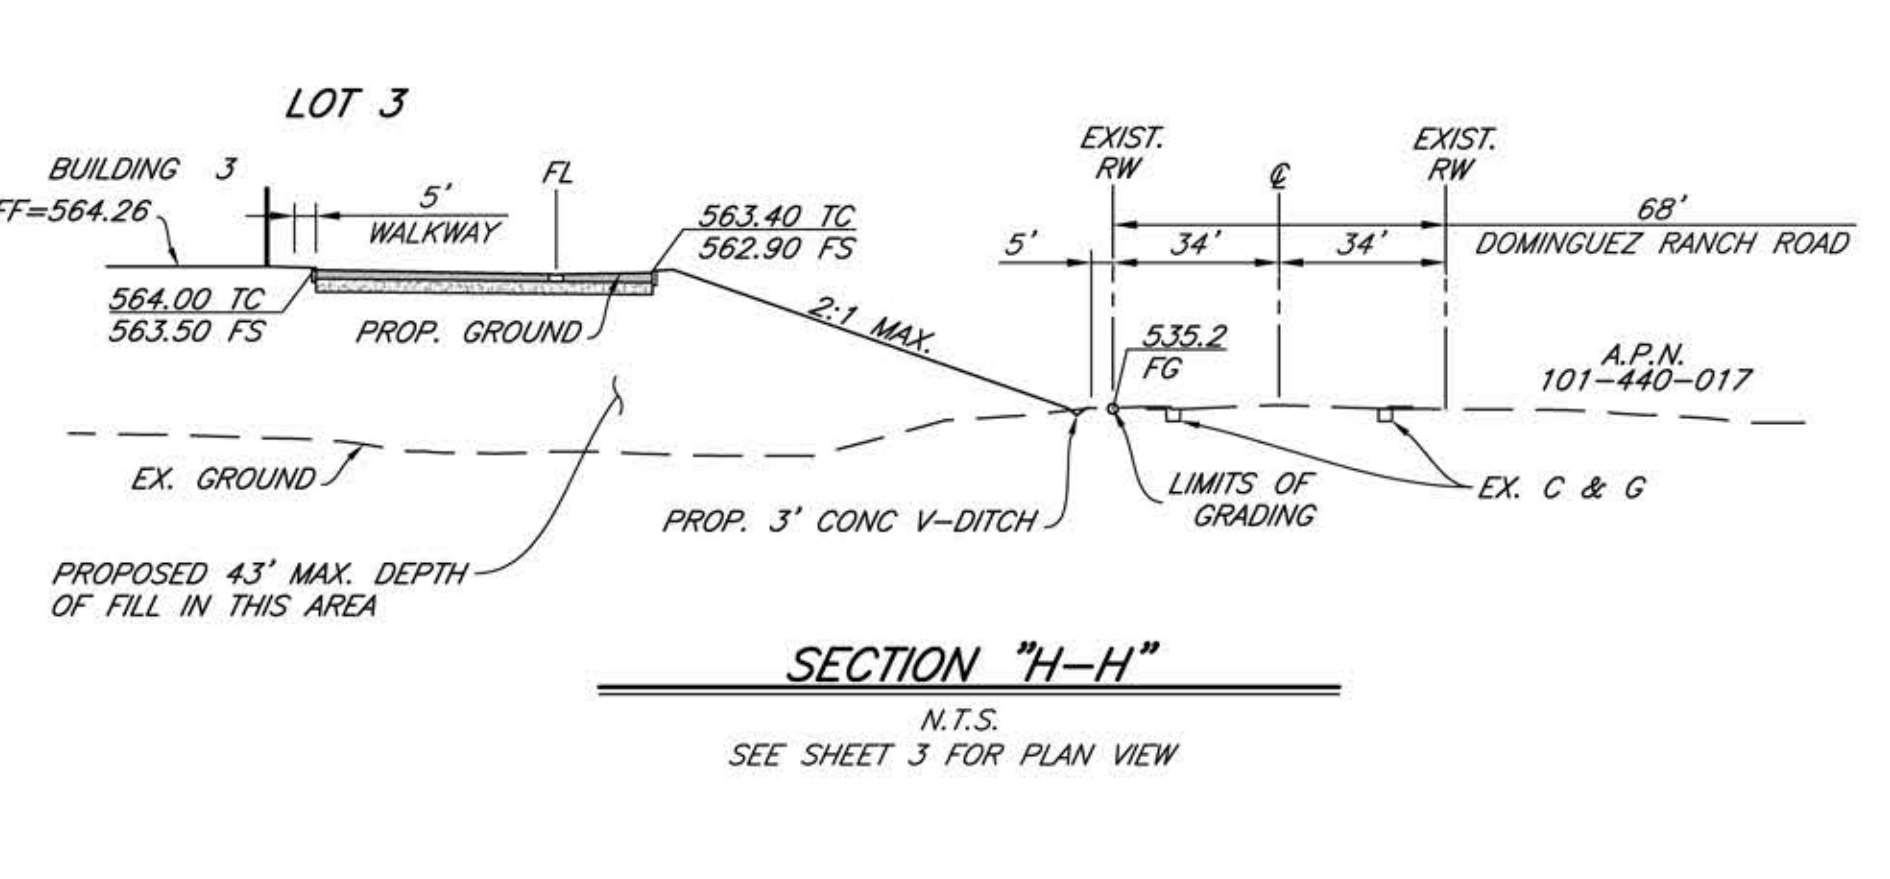 LOT 3
BUILDING 3
FF=564.26
5'
WALKWAY
FL
563.40 TC
562.90 FS
564.00 TC
563.50 FS
PROP. GROUND
2:1 MAX.
EXIST.
RW
℄
EXIST.
RW
68'
DOMINGUEZ RANCH ROAD
5'
34'
34'
535.2
FG
A.P.N.
101-440-017
EX. GROUND
PROP. 3' CONC V-DITCH
LIMITS OF
GRADING
EX. C & G
PROPOSED 43' MAX. DEPTH
OF FILL IN THIS AREA
SECTION "H-H"
N.T.S.
SEE SHEET 3 FOR PLAN VIEW